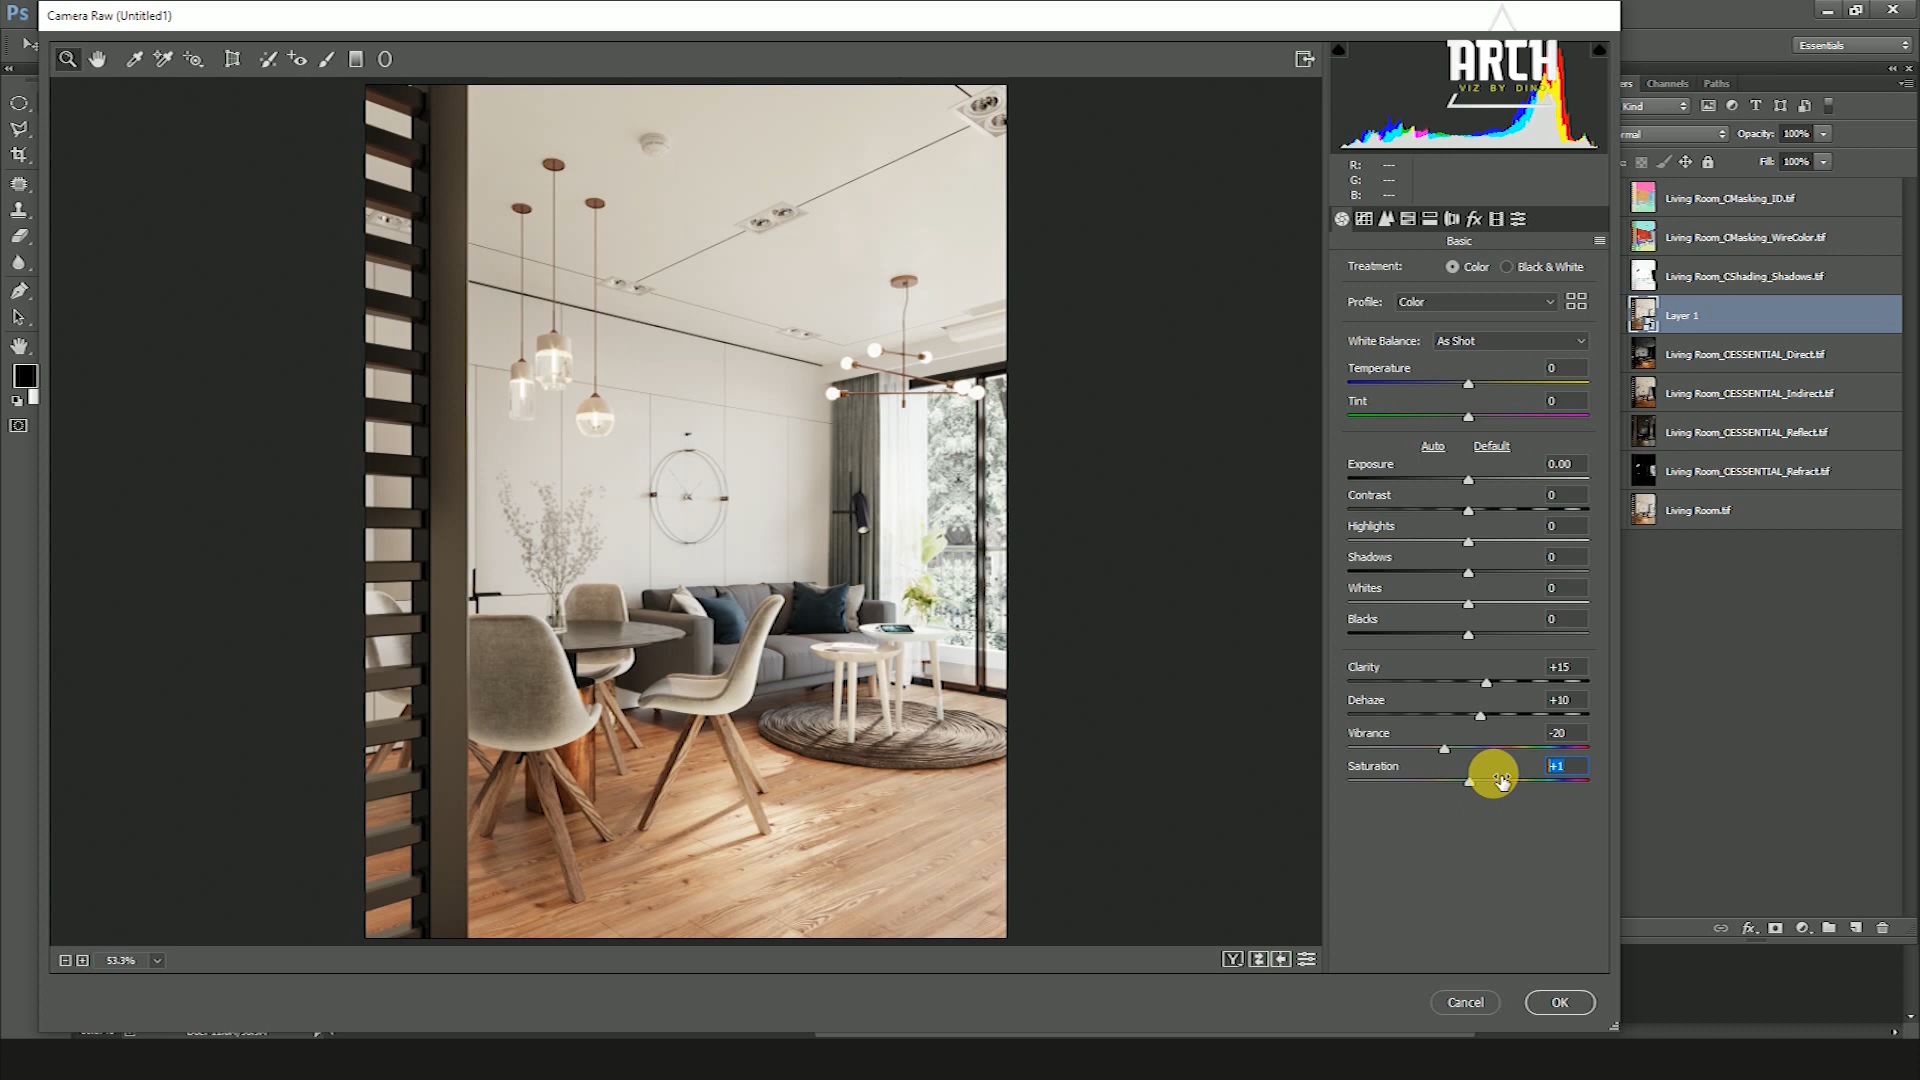 Ps
Camera Raw (Untitled1)
Essentials
ARCH
VIZ BY DINO
Channels
Paths
Kind
Opacity:
100%
Fill:
100%
R:
---
G:
---
B:
---
Basic
Treatment:
Color
Black & White
Profile:
Color
White Balance:
As Shot
Temperature
0
Tint
0
Auto
Default
Exposure
0.00
Contrast
0
Highlights
0
Shadows
0
Whites
0
Blacks
0
Clarity
+15
Dehaze
+10
Vibrance
-20
Saturation
+1
Living Room_CMasking_ID.tif
Living Room_CMasking_WireColor.tif
Living Room_CShading_Shadows.tif
Layer 1
Living Room_CESSENTIAL_Direct.tif
Living Room_CESSENTIAL_Indirect.tif
Living Room_CESSENTIAL_Reflect.tif
Living Room_CESSENTIAL_Refract.tif
Living Room.tif
53.3%
Y
fx
Cancel
OK